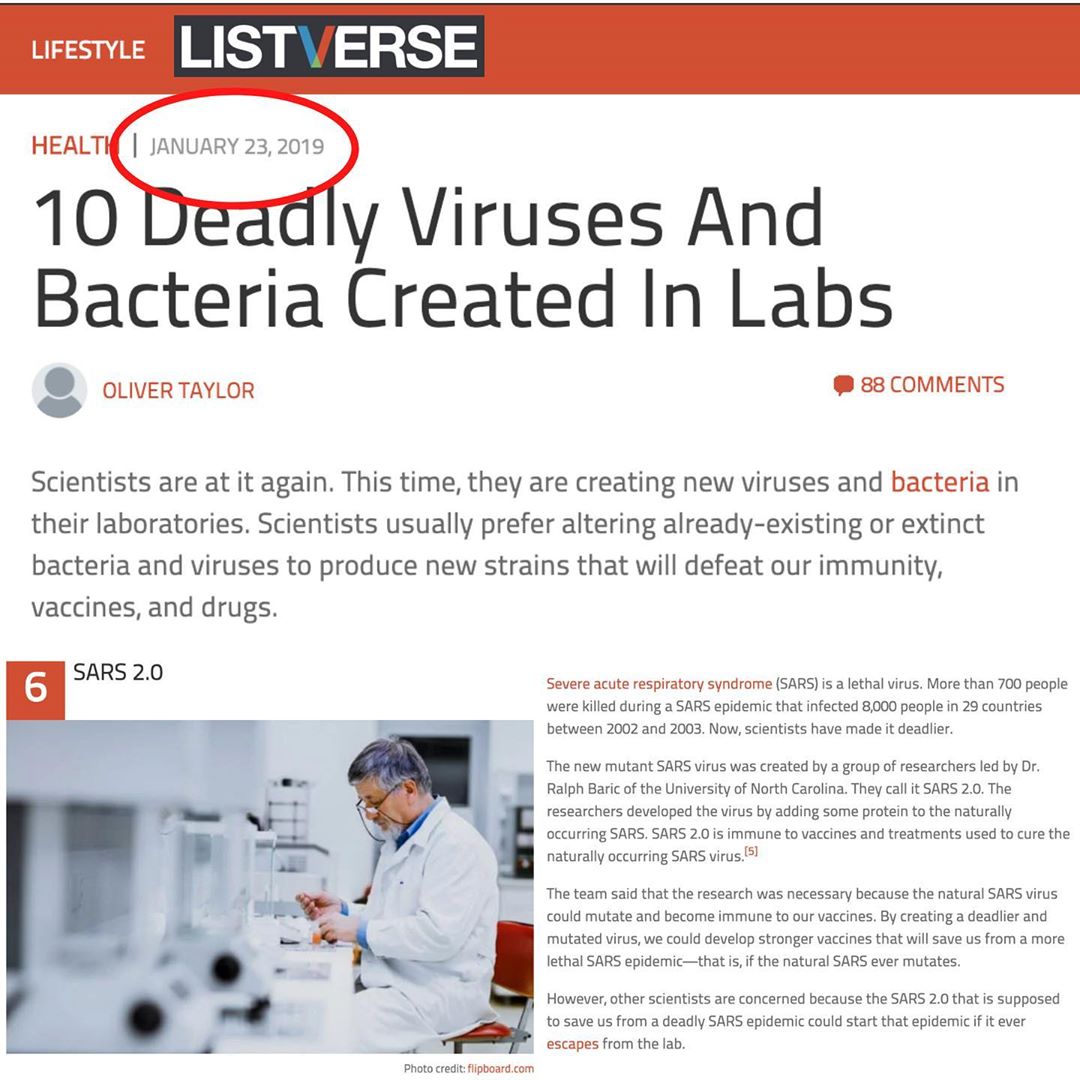 LIFESTYLE
LISTVERSE
HEALTH | JANUARY 23, 2019
10 Deadly Viruses And
Bacteria Created In Labs
OLIVER TAYLOR
88 COMMENTS
Scientists are at it again. This time, they are creating new viruses and bacteria in
their laboratories. Scientists usually prefer altering already-existing or extinct
bacteria and viruses to produce new strains that will defeat our immunity,
vaccines, and drugs.
6
SARS 2.0
Severe acute respiratory syndrome (SARS) is a lethal virus. More than 700 people
were killed during a SARS epidemic that infected 8,000 people in 29 countries
between 2002 and 2003. Now, scientists have made it deadlier.
The new mutant SARS virus was created by a group of researchers led by Dr.
Ralph Baric of the University of North Carolina. They call it SARS 2.0. The
researchers developed the virus by adding some protein to the naturally
occurring SARS. SARS 2.0 is immune to vaccines and treatments used to cure the
naturally occurring SARS virus.[5]
The team said that the research was necessary because the natural SARS virus
could mutate and become immune to our vaccines. By creating a deadlier and
mutated virus, we could develop stronger vaccines that will save us from a more
lethal SARS epidemic—that is, if the natural SARS ever mutates.
However, other scientists are concerned because the SARS 2.0 that is supposed
to save us from a deadly SARS epidemic could start that epidemic if it ever
escapes from the lab.
Photo credit: flipboard.com